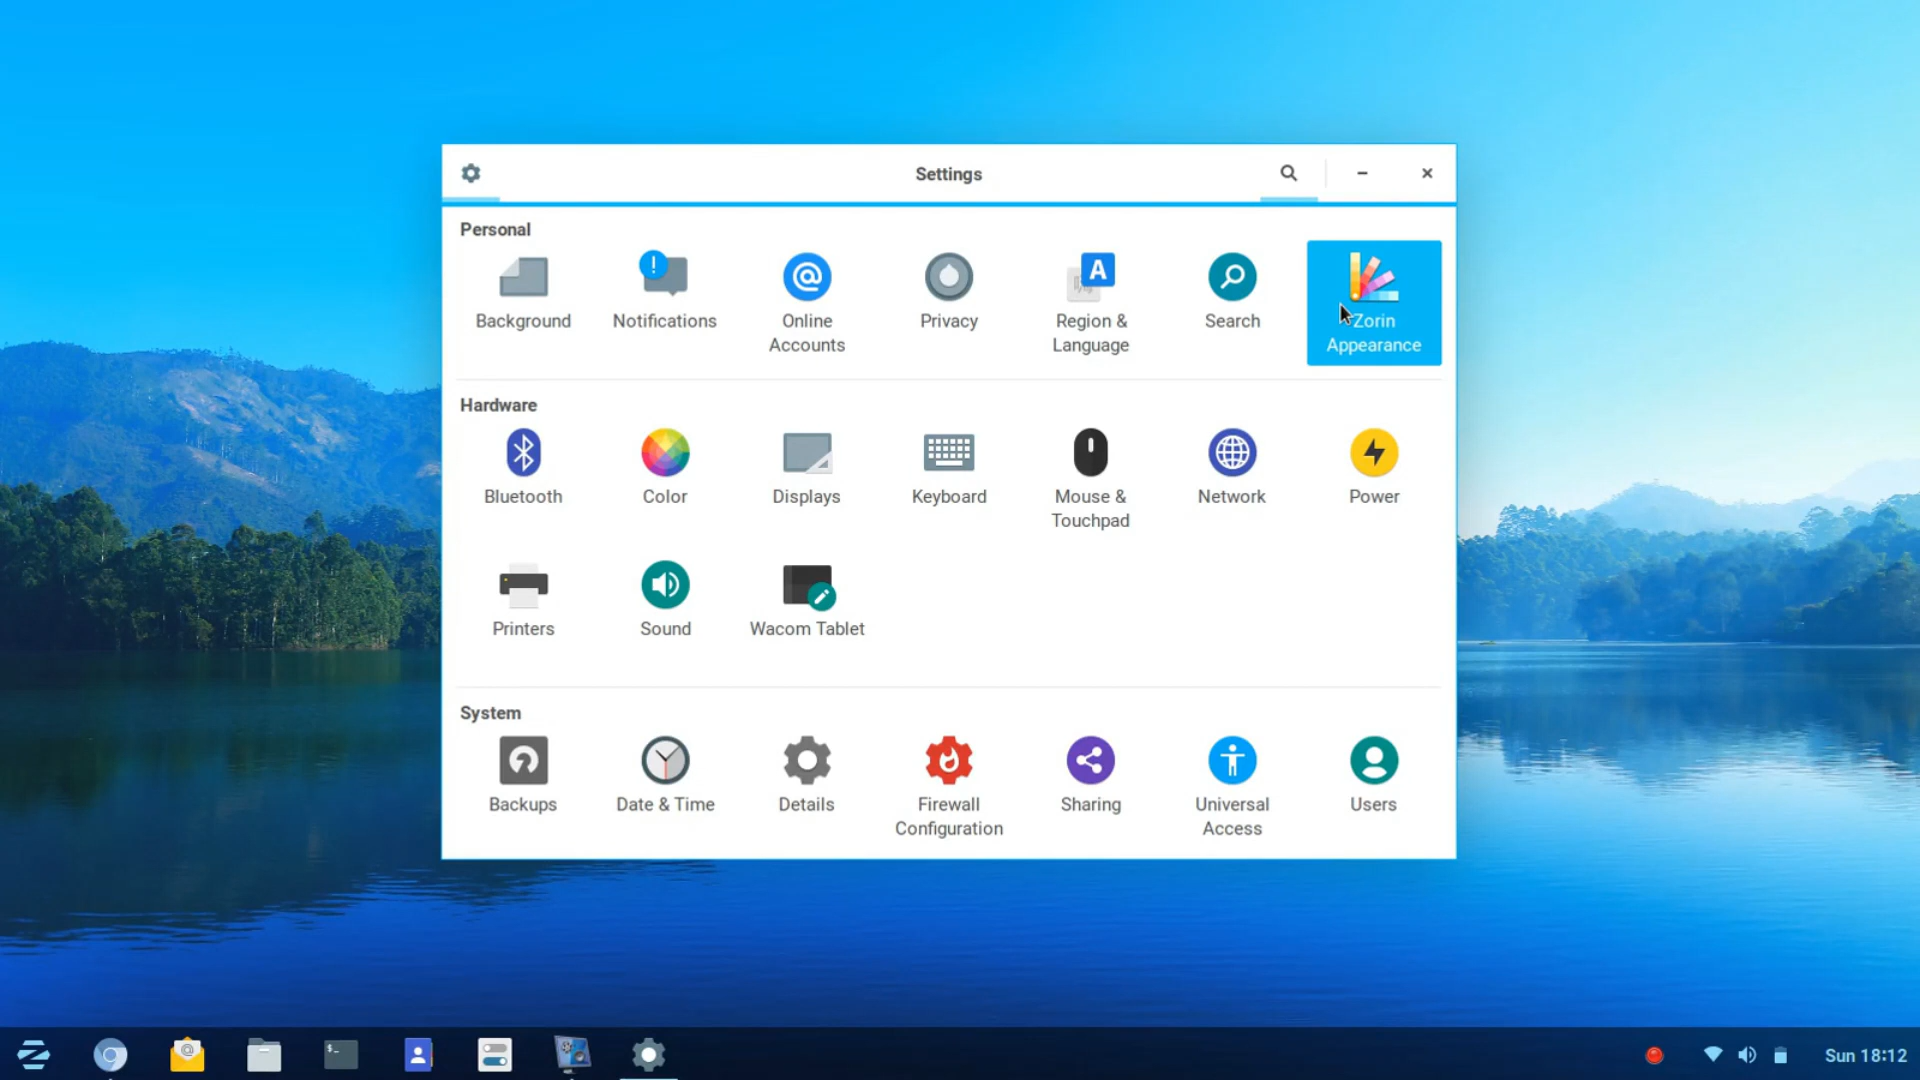 Settings
Personal
Background
Notifications
Online
Accounts
Privacy
A
Region &
Language
Search
Zorin
Appearance
Hardware
Bluetooth
Color
Displays
Keyboard
Mouse &
Touchpad
Network
Power
Printers
Sound
Wacom Tablet
System
Backups
Date & Time
Details
Firewall
Configuration
Sharing
Universal
Access
Users
Sun 18:12